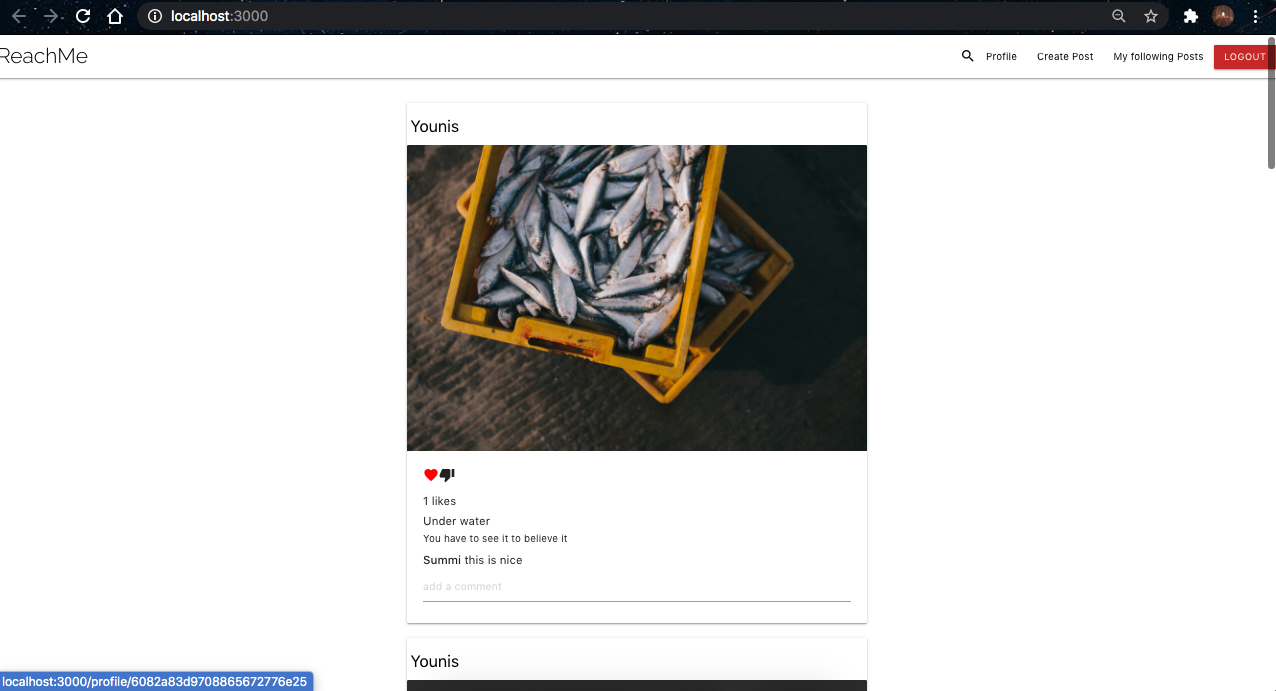 localhost:3000
ReachMe
Profile
Create Post
My following Posts
LOGOUT
Younis
1 likes
Under water
You have to see it to believe it
Summi this is nice
add a comment
Younis
localhost:3000/profile/6082a83d9708865672776e25